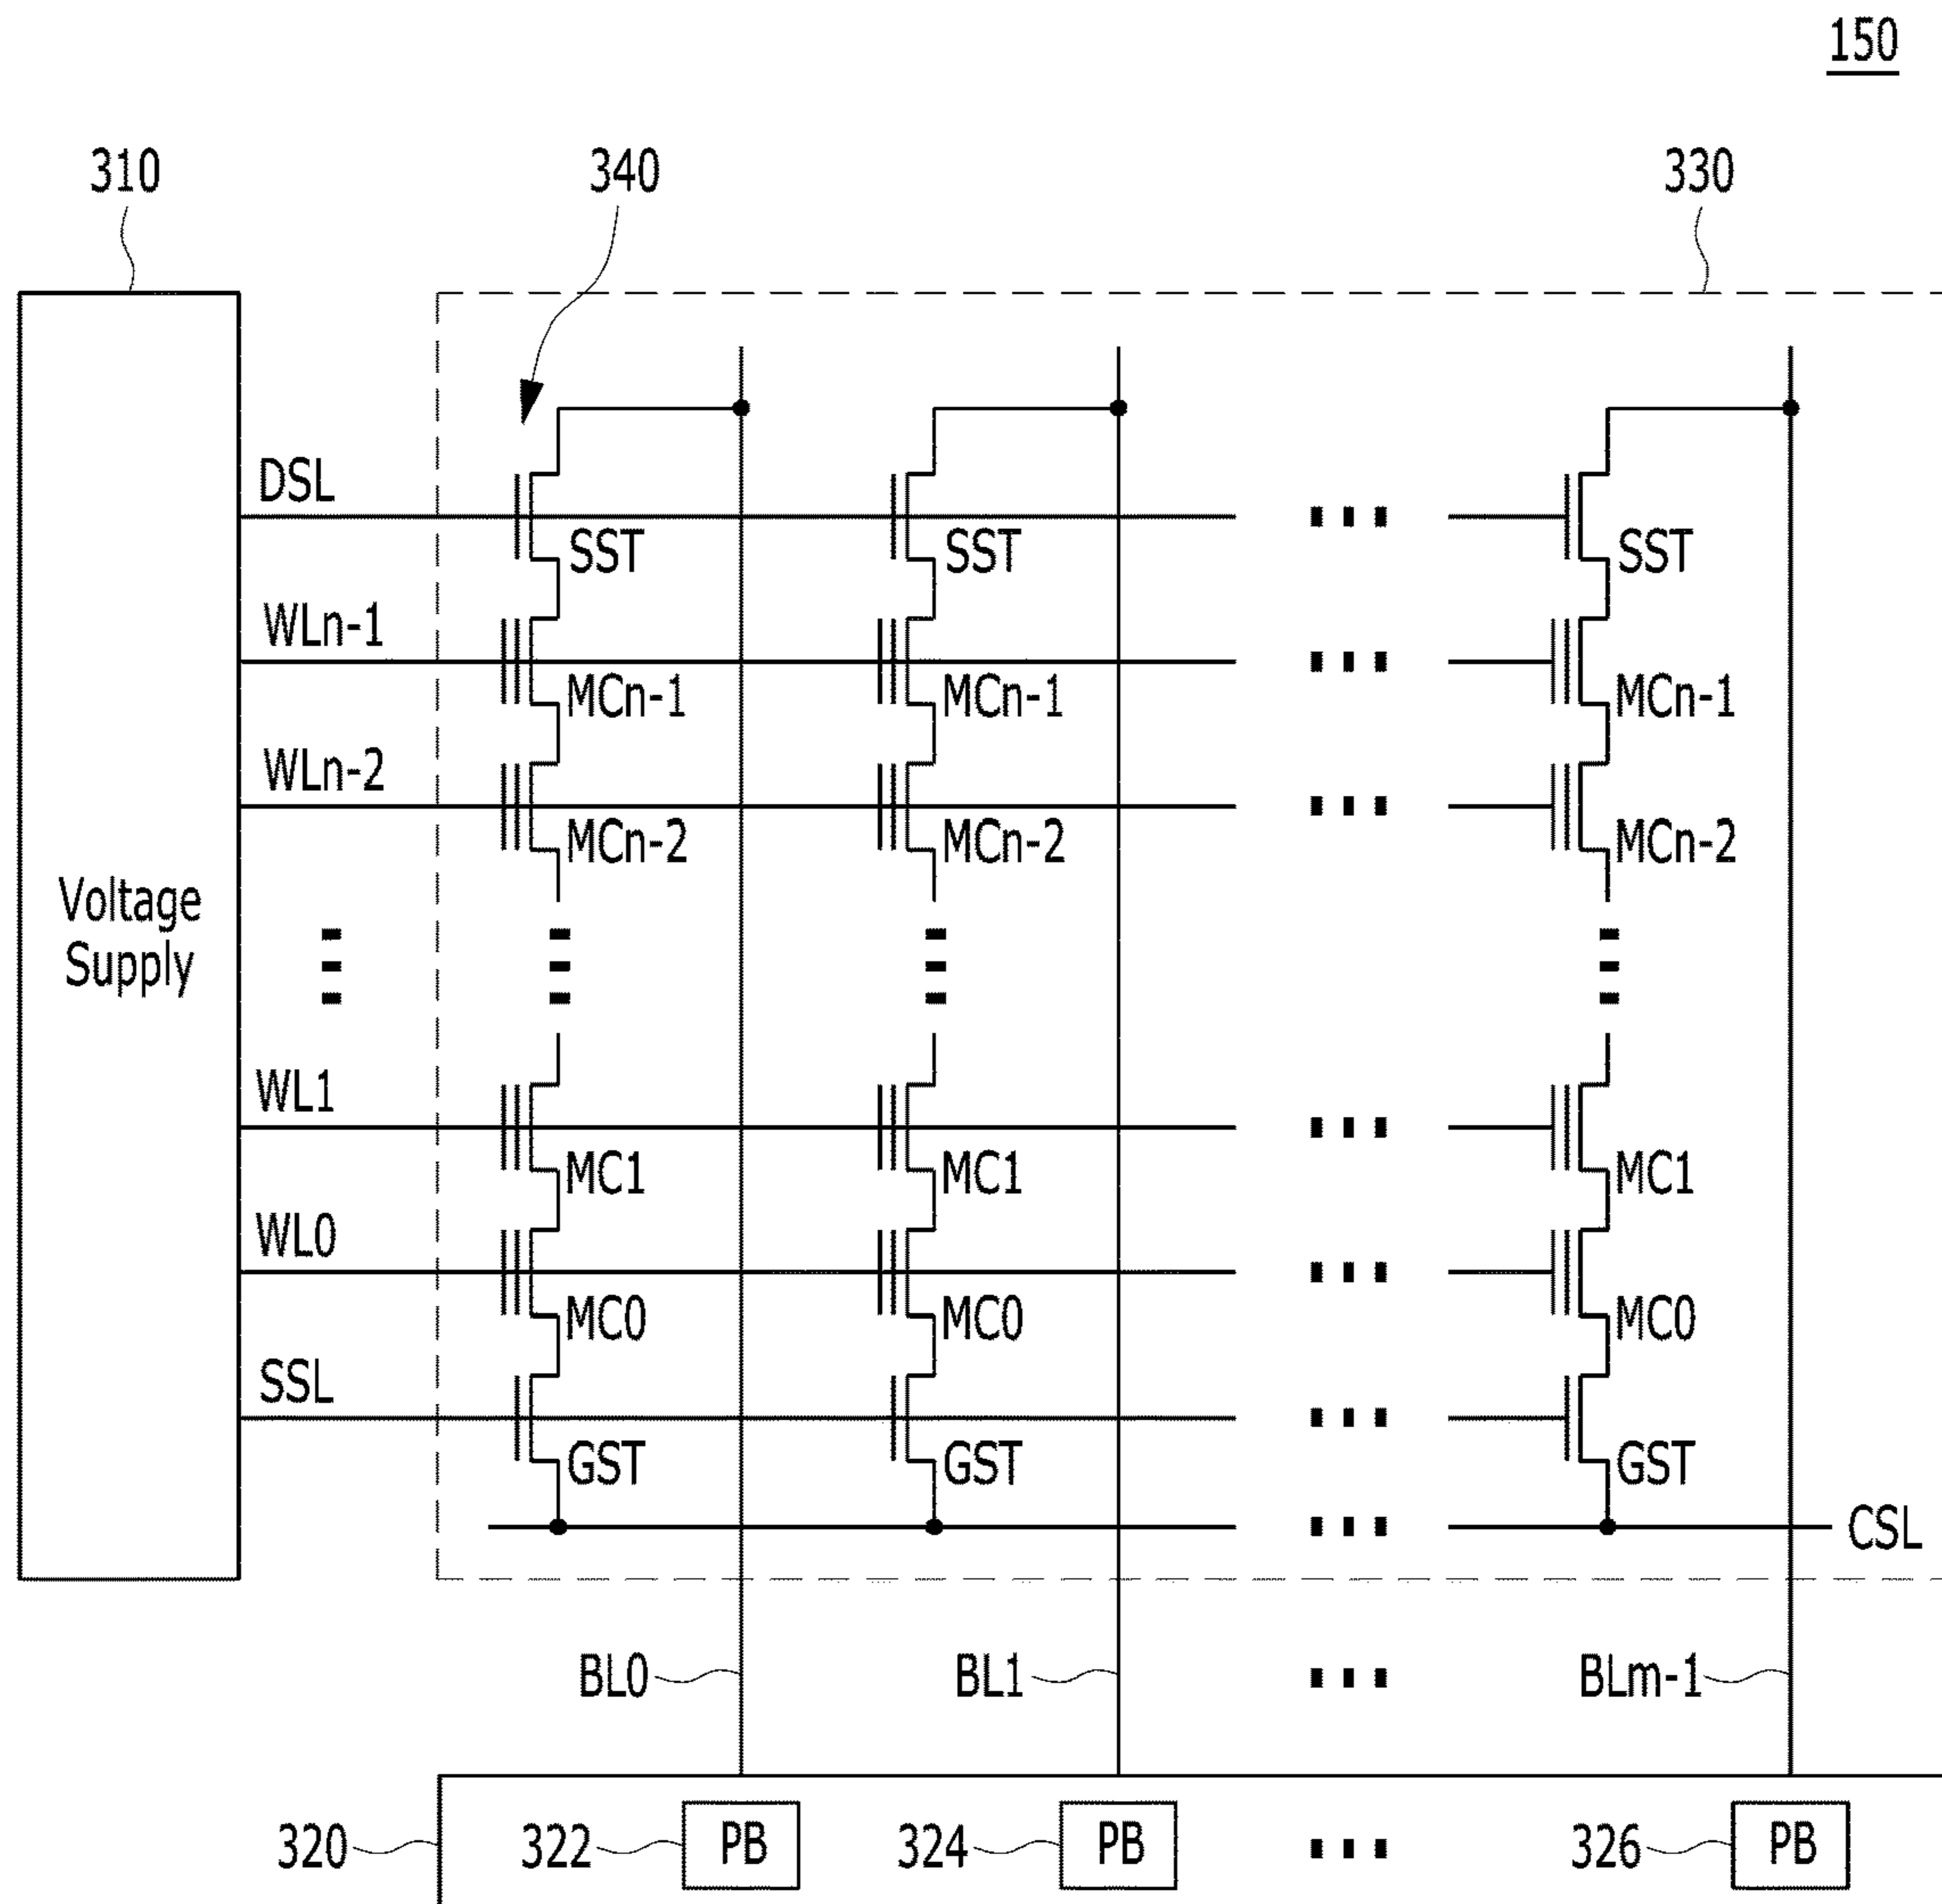 150
310
340
330
DSL
SST SST SST
WLn-1
MCn-1 MCn-1 MCn-1
WLn-2
MCn-2 MCn-2 MCn-2
Voltage
Supply
WL1
MC1 MC1 MC1
WL0
MC0 MC0 MC0
SSL
GST GST GST
CSL
BL0 BL1 BLm-1
320 322 PB 324 PB 326 PB